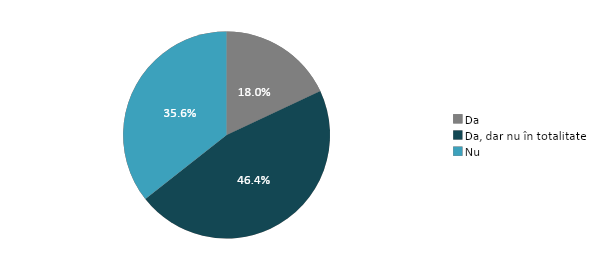 18.0%
35.6%
46.4%
Da
Da, dar nu în totalitate
Nu